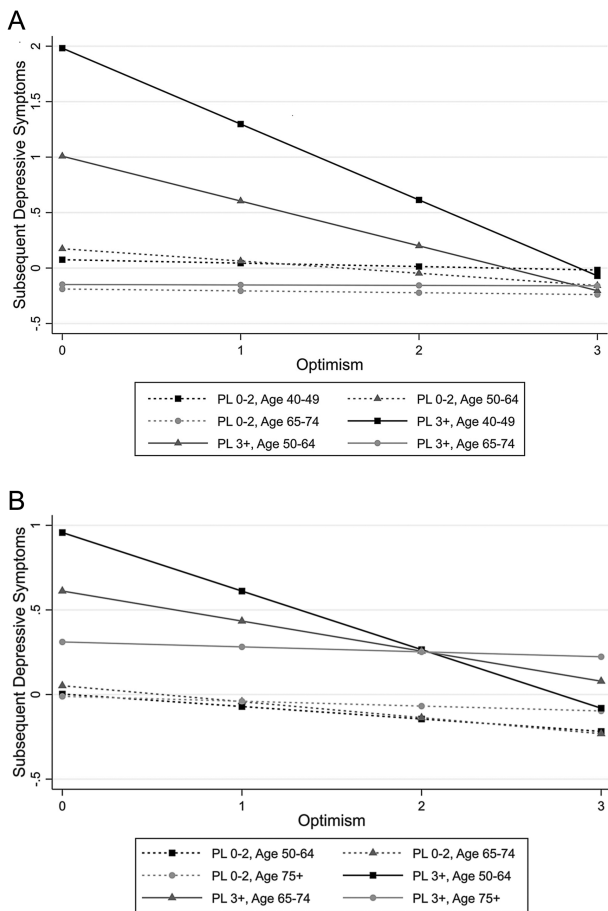 A
2
1.5
1
.5
0
-.5
Subsequent Depressive Symptoms
0 1 2 3
Optimism
PL 0-2, Age 40-49 PL 0-2, Age 50-64
PL 0-2, Age 65-74 PL 3+, Age 40-49
PL 3+, Age 50-64 PL 3+, Age 65-74
B
1
.5
0
-.5
Subsequent Depressive Symptoms
0 1 2 3
Optimism
PL 0-2, Age 50-64 PL 0-2, Age 65-74
PL 0-2, Age 75+ PL 3+, Age 50-64
PL 3+, Age 65-74 PL 3+, Age 75+